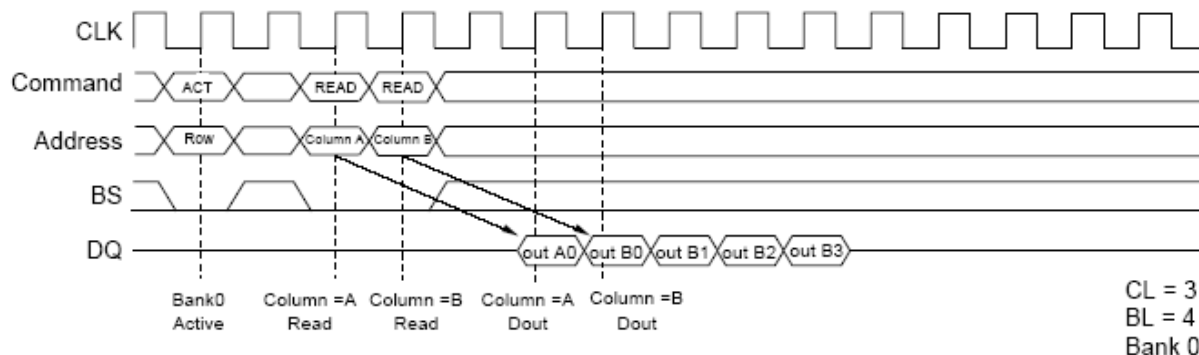 CLK
Command ACT READ READ
Address Row Column A Column B
BS
DQ out A0 out B0 out B1 out B2 out B3
Bank0 Column =A Column =B Column =A Column =B
Active Read Read Dout Dout
CL = 3
BL = 4
Bank 0